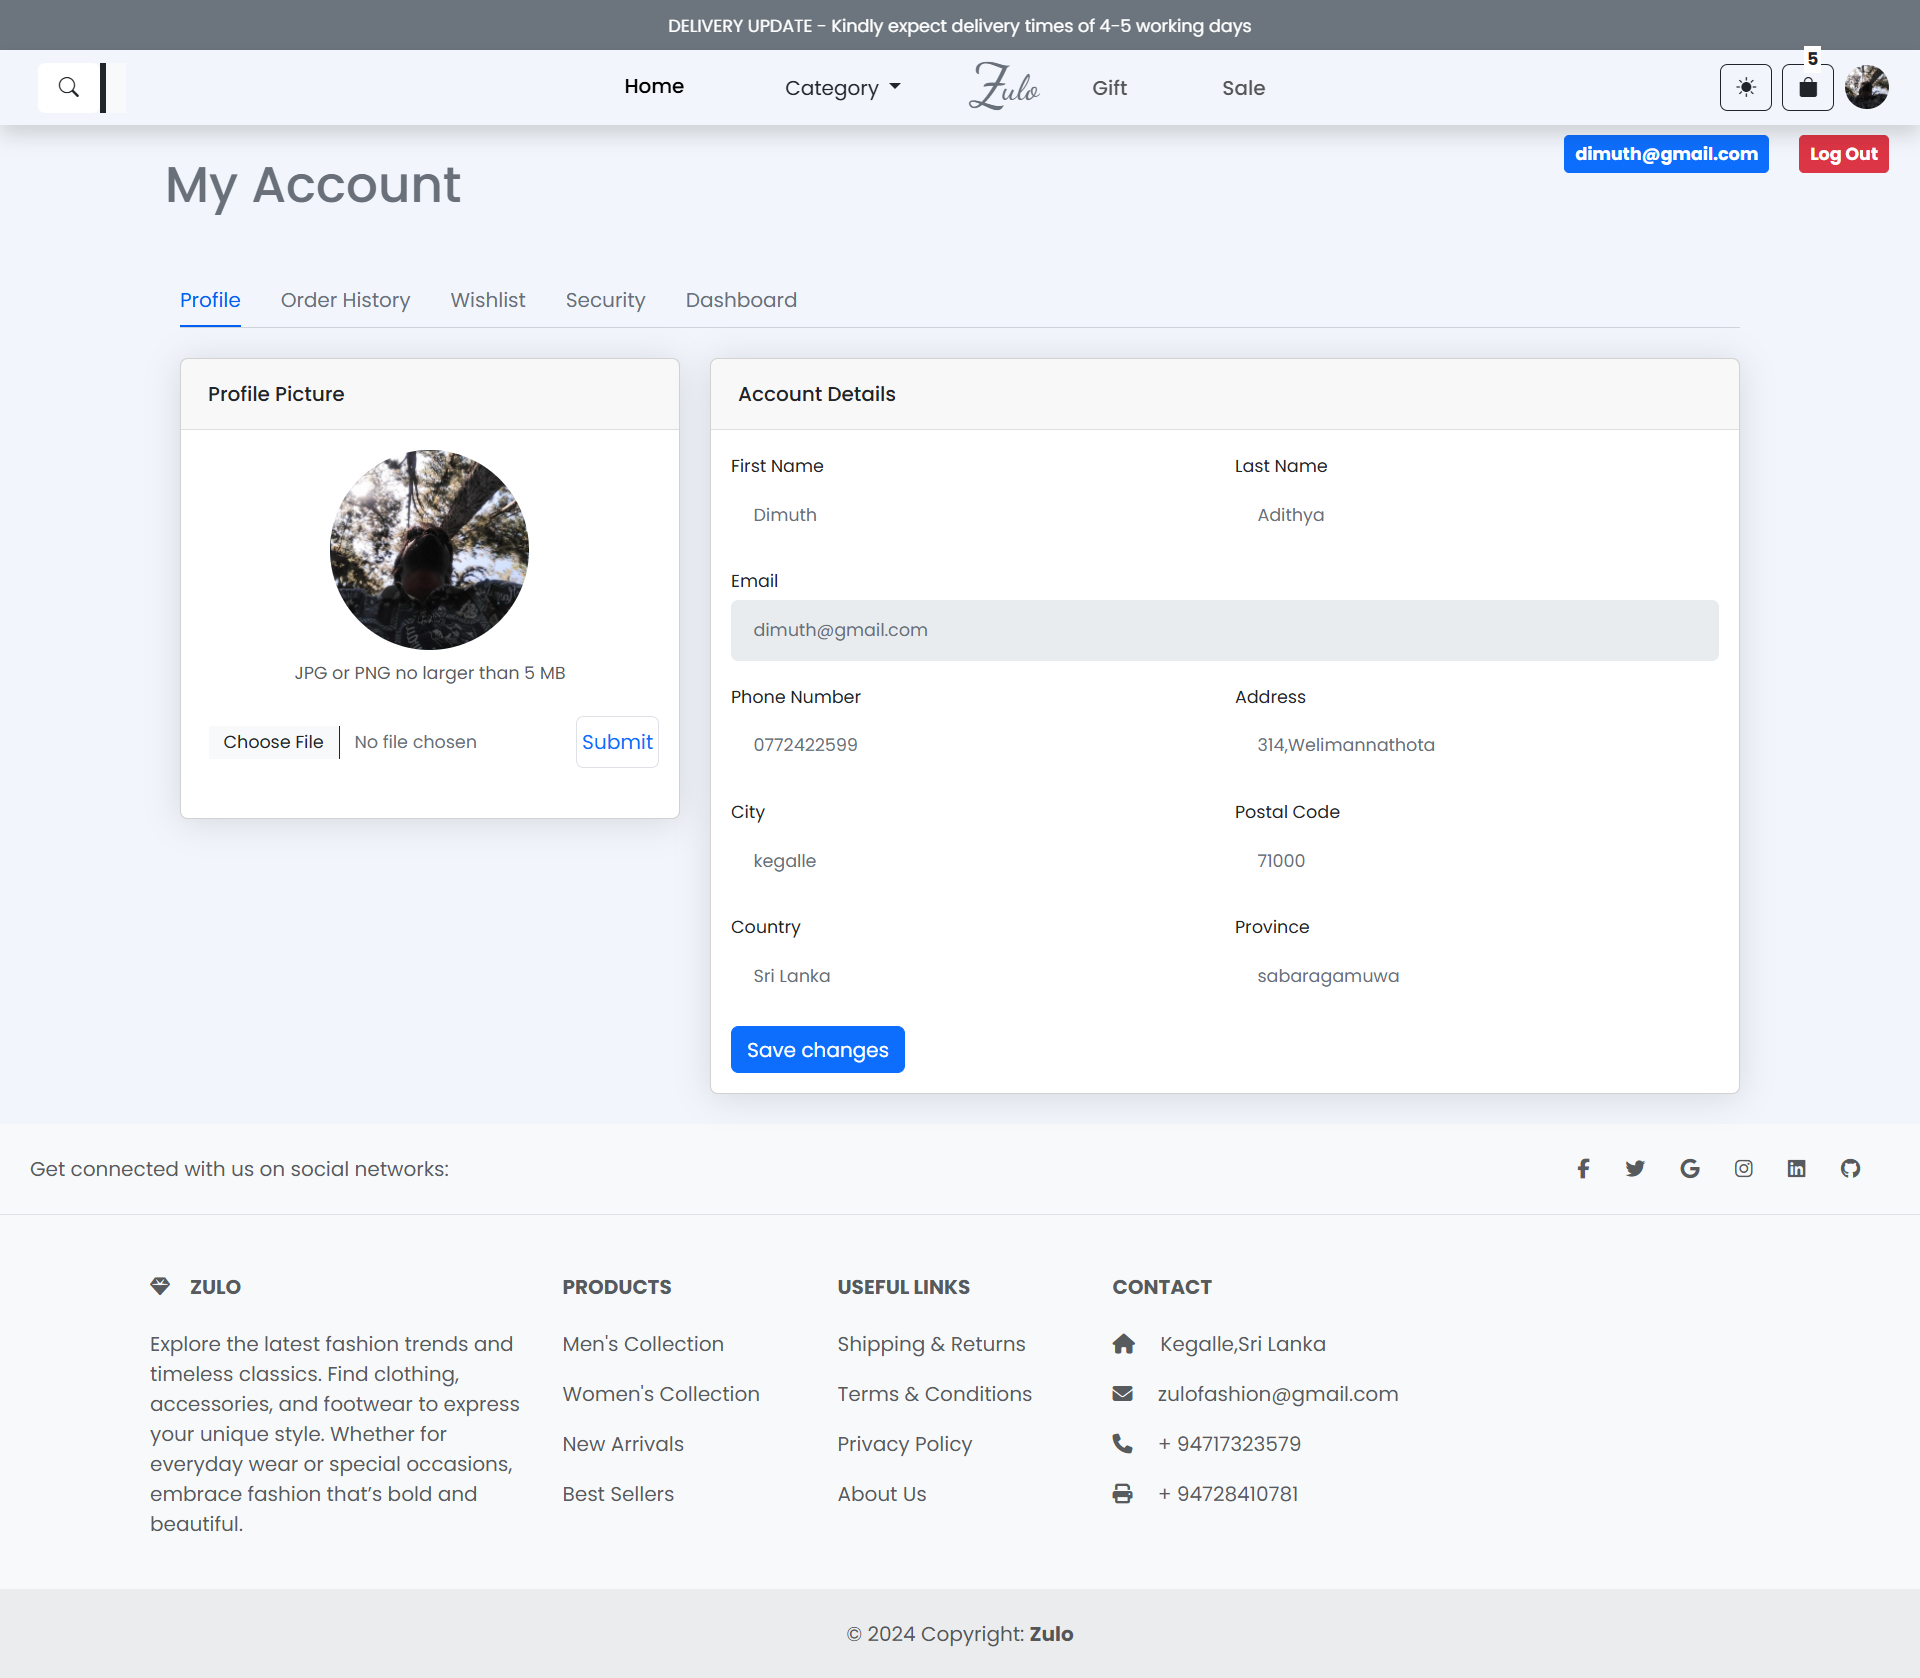 DELIVERY UPDATE - Kindly expect delivery times of 4-5 working days
Home
Category
Zulo
Gift
Sale
5
dimuth@gmail.com
Log Out
My Account
Profile
Order History
Wishlist
Security
Dashboard
Profile Picture
JPG or PNG no larger than 5 MB
Choose File
No file chosen
Submit
Account Details
First Name
Last Name
Dimuth
Adithya
Email
dimuth@gmail.com
Phone Number
Address
0772422599
314,Welimannathota
City
Postal Code
kegalle
71000
Country
Province
Sri Lanka
sabaragamuwa
Save changes
Get connected with us on social networks:
ZULO
Explore the latest fashion trends and
timeless classics. Find clothing,
accessories, and footwear to express
your unique style. Whether for
everyday wear or special occasions,
embrace fashion that’s bold and
beautiful.
PRODUCTS
Men's Collection
Women's Collection
New Arrivals
Best Sellers
USEFUL LINKS
Shipping & Returns
Terms & Conditions
Privacy Policy
About Us
CONTACT
Kegalle,Sri Lanka
zulofashion@gmail.com
+ 94717323579
+ 94728410781
© 2024 Copyright: Zulo